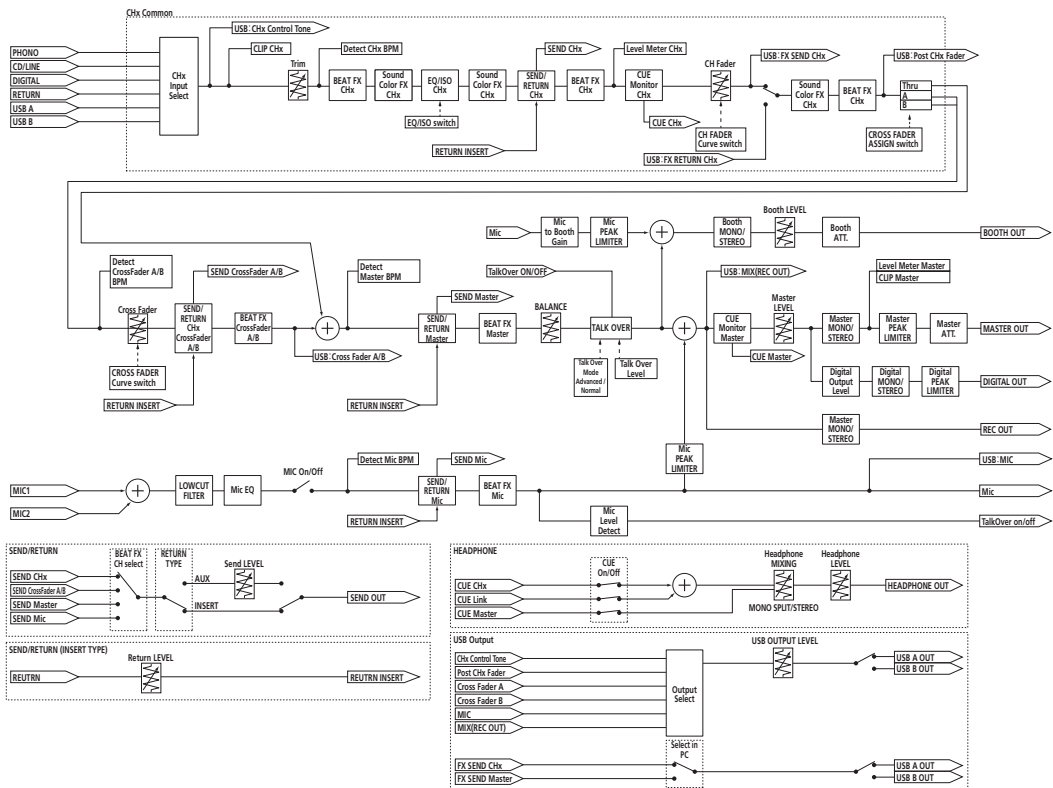 CHx Common
USB: CHx Control Tone
CLIP CHx
PHONO
CD/LINE
DIGITAL
RETURN
USB A
USB B
CHx
Input
Select
Trim
Detect CHx BPM
BEAT FX
CHx
Sound
Color FX
CHx
EQ/ISO
CHx
EQ/ISO switch
Sound
Color FX
CHx
SEND CHx
SEND/
RETURN
CHx
RETURN INSERT
BEAT FX
CHx
Level Meter CHx
CUE
Monitor
CHx
CUE CHx
CH Fader
CH FADER
Curve switch
USB: FX SEND CHx
USB: FX RETURN CHx
Sound
Color FX
CHx
BEAT FX
CHx
USB: Post CHx Fader
Thru
A
B
CROSS FADER
ASSIGN switch
Mic
Mic
to Booth
Gain
Mic
PEAK
LIMITER
Booth
MONO/
STEREO
Booth LEVEL
Booth
ATT.
BOOTH OUT
Detect
CrossFader A/B
BPM
SEND CrossFader A/B
Cross Fader
CROSS FADER
Curve switch
SEND/
RETURN
CHx
CrossFader
A/B
RETURN INSERT
BEAT FX
CrossFader
A/B
USB: Cross Fader A/B
Detect
Master BPM
SEND Master
SEND/
RETURN
Master
RETURN INSERT
BEAT FX
Master
BALANCE
TalkOver ON/OFF
TALK OVER
Talk Over
Mode
Advanced /
Normal
Talk Over
Level
USB: MIX(REC OUT)
CUE
Monitor
Master
CUE Master
Master
LEVEL
Level Meter Master
CLIP Master
Master
MONO/
STEREO
Master
PEAK
LIMITER
Master
ATT.
MASTER OUT
Digital
Output
Level
Digital
MONO/
STEREO
Digital
PEAK
LIMITER
DIGITAL OUT
Master
MONO/
STEREO
REC OUT
Mic
PEAK
LIMITER
MIC1
MIC2
LOWCUT
FILTER
Mic EQ
MIC On/Off
Detect Mic BPM
SEND Mic
SEND/
RETURN
Mic
RETURN INSERT
BEAT FX
Mic
Mic
Level
Detect
USB: MIC
Mic
TalkOver on/off
SEND/RETURN
BEAT FX
CH select
RETURN
TYPE
Send LEVEL
SEND CHx
SEND CrossFader A/B
SEND Master
SEND Mic
AUX
INSERT
SEND OUT
SEND/RETURN (INSERT TYPE)
Return LEVEL
REUTRN
REUTRN INSERT
HEADPHONE
CUE
On/Off
CUE CHx
CUE Link
CUE Master
Headphone
MIXING
MONO SPLIT/STEREO
Headphone
LEVEL
HEADPHONE OUT
USB Output
CHx Control Tone
Post CHx Fader
Cross Fader A
Cross Fader B
MIC
MIX(REC OUT)
Output
Select
USB OUTPUT LEVEL
USB A OUT
USB B OUT
Select in
PC
FX SEND CHx
FX SEND Master
USB A OUT
USB B OUT